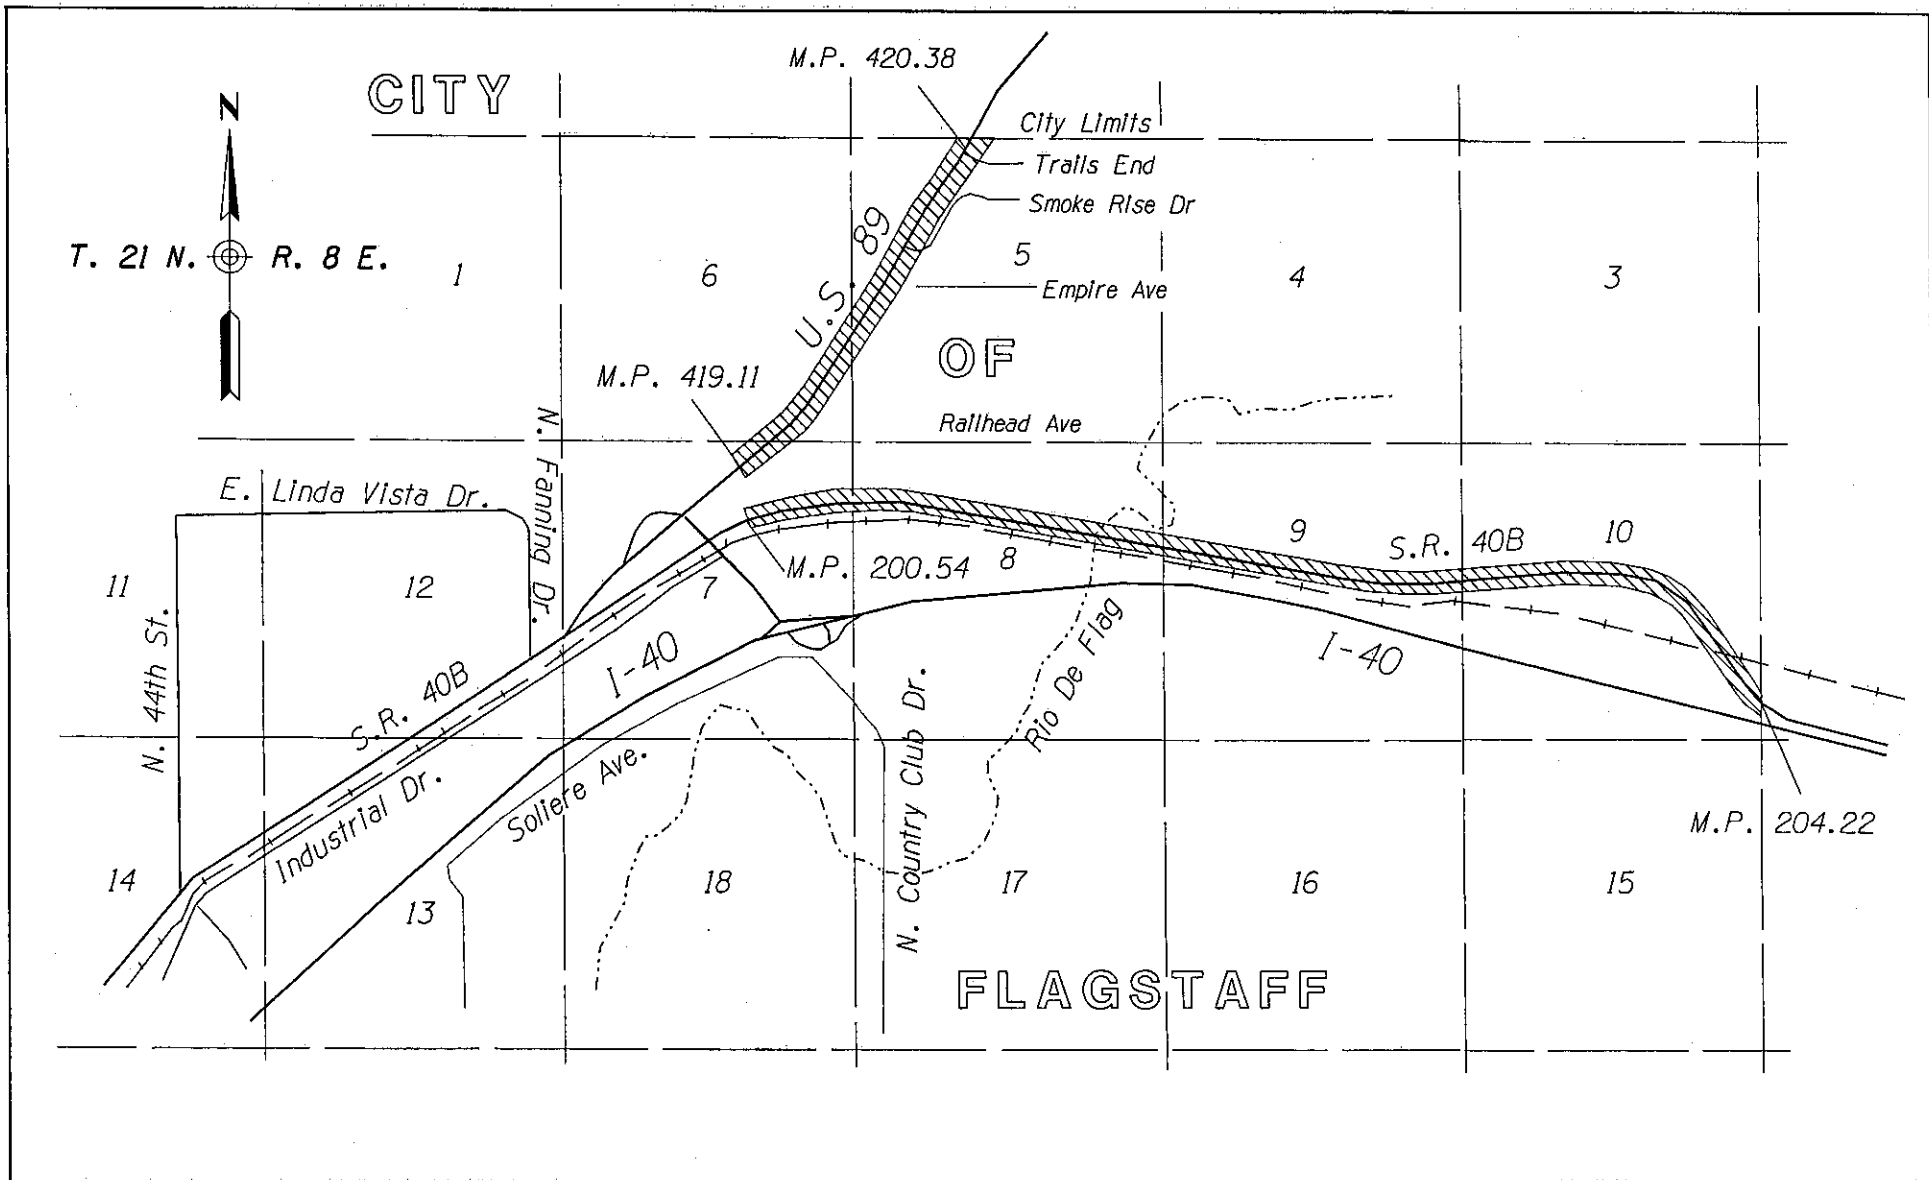 M.P. 420.38
CITY
N
City Limits
Trails End
Smoke Rise Dr
T. 21 N. R. 8 E.
1
6
U.S. 89
5
4
3
Empire Ave
OF
M.P. 419.11
Railhead Ave
N. Fanning Dr.
E. Linda Vista Dr.
11
12
7
M.P. 200.54
8
9
S.R. 40B
10
N. 44th St.
S.R. 40B
I-40
I-40
Rio De Flag
N. Country Club Dr.
Industrial Dr.
Soliere Ave.
M.P. 204.22
14
13
18
17
16
15
FLAGSTAFF